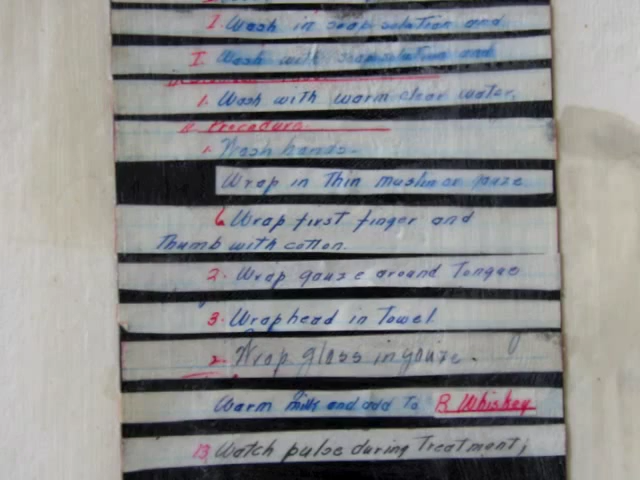 1. Wash in soap solution and
I. Wash with soap solution and
1. Wash with warm clear water.
II. Procedure.
1. Wash hands.
Wrap in thin muslin or gauze
6 Wrap first finger and
Thumb with cotton.
2. Wrap gauze around Tongue
3. Wrap head in Towel.
2. Wrap glass in gauze.
Warm milk and add to B Whiskey
13, Watch pulse during Treatment,